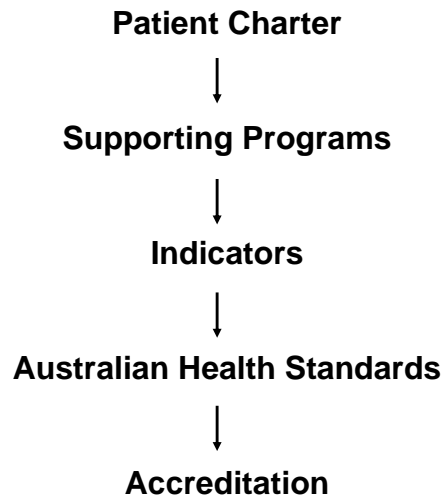 Patient Charter
Supporting Programs
Indicators
Australian Health Standards
Accreditation